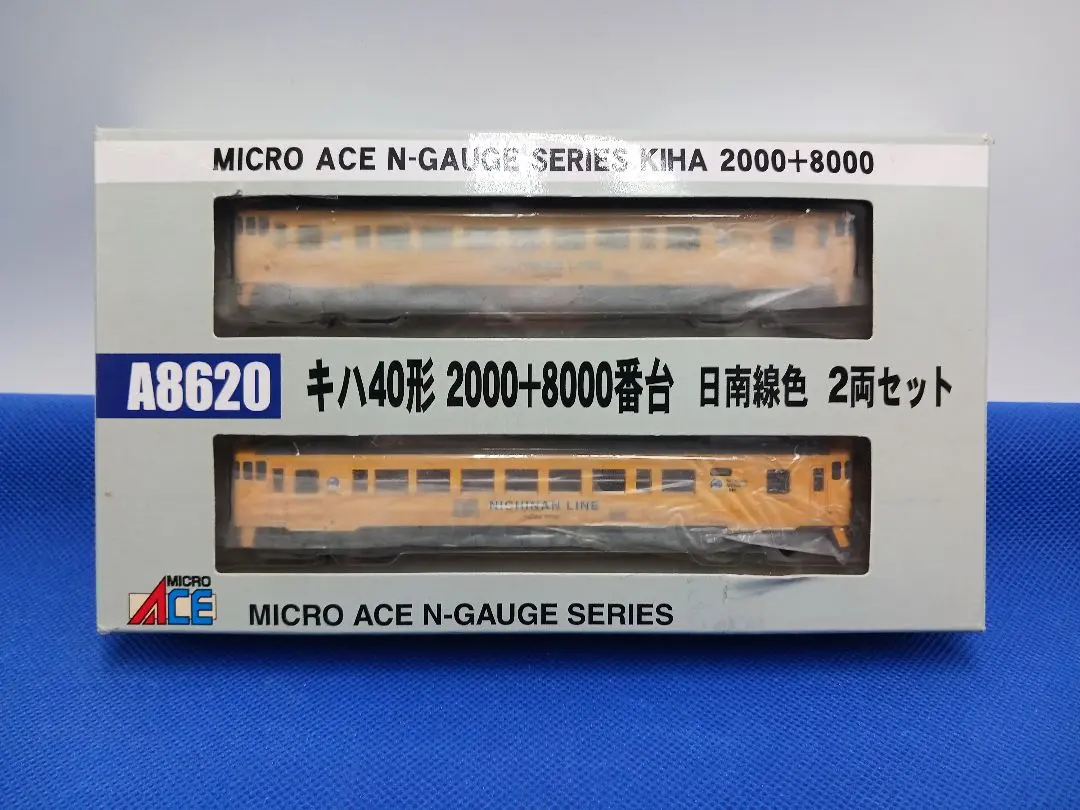 MICRO ACE N-GAUGE SERIES KIHA 2000+8000
A8620
キハ40形 2000+8000番台 日南線色 2両セット
NICHINAN LINE
MICRO
ACE
MICRO ACE N-GAUGE SERIES